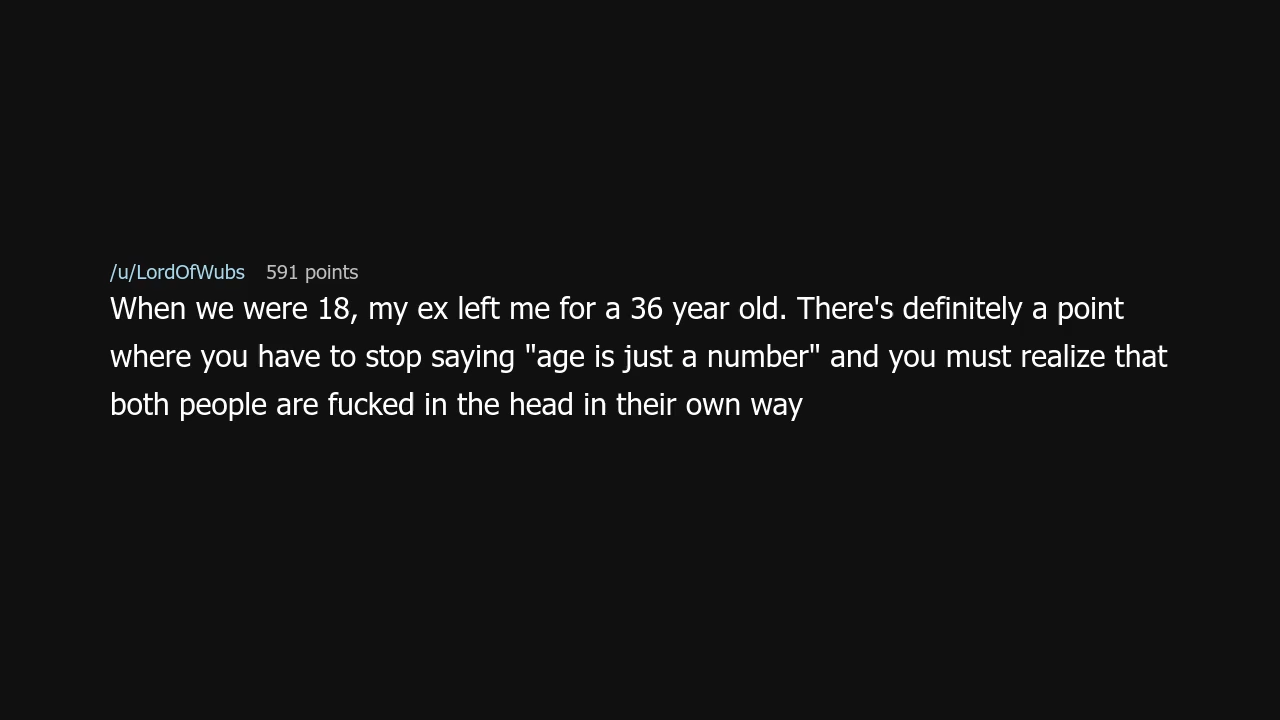 /u/LordOfWubs 591 points
When we were 18, my ex left me for a 36 year old. There's definitely a point
where you have to stop saying "age is just a number" and you must realize that
both people are fucked in the head in their own way